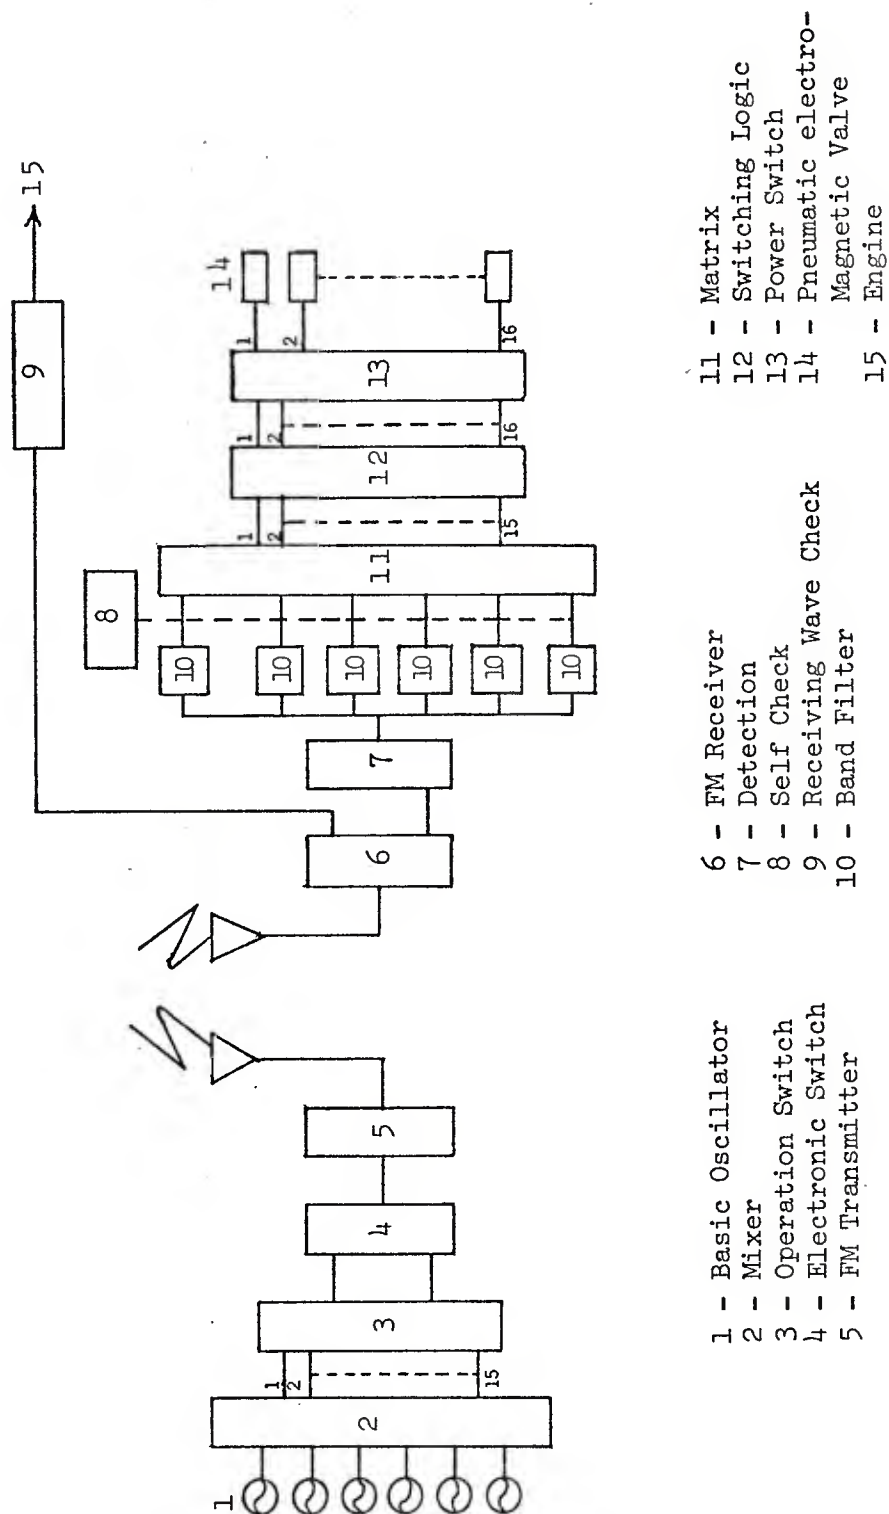 1
2
1
2
15
3
4
5
6
7
8
9
15
10
10
10
10
10
10
11
1
2
15
12
1
2
16
13
1
2
16
14
1 - Basic Oscillator
2 - Mixer
3 - Operation Switch
4 - Electronic Switch
5 - FM Transmitter
6 - FM Receiver
7 - Detection
8 - Self Check
9 - Receiving Wave Check
10 - Band Filter
11 - Matrix
12 - Switching Logic
13 - Power Switch
14 - Pneumatic electro-
Magnetic Valve
15 - Engine